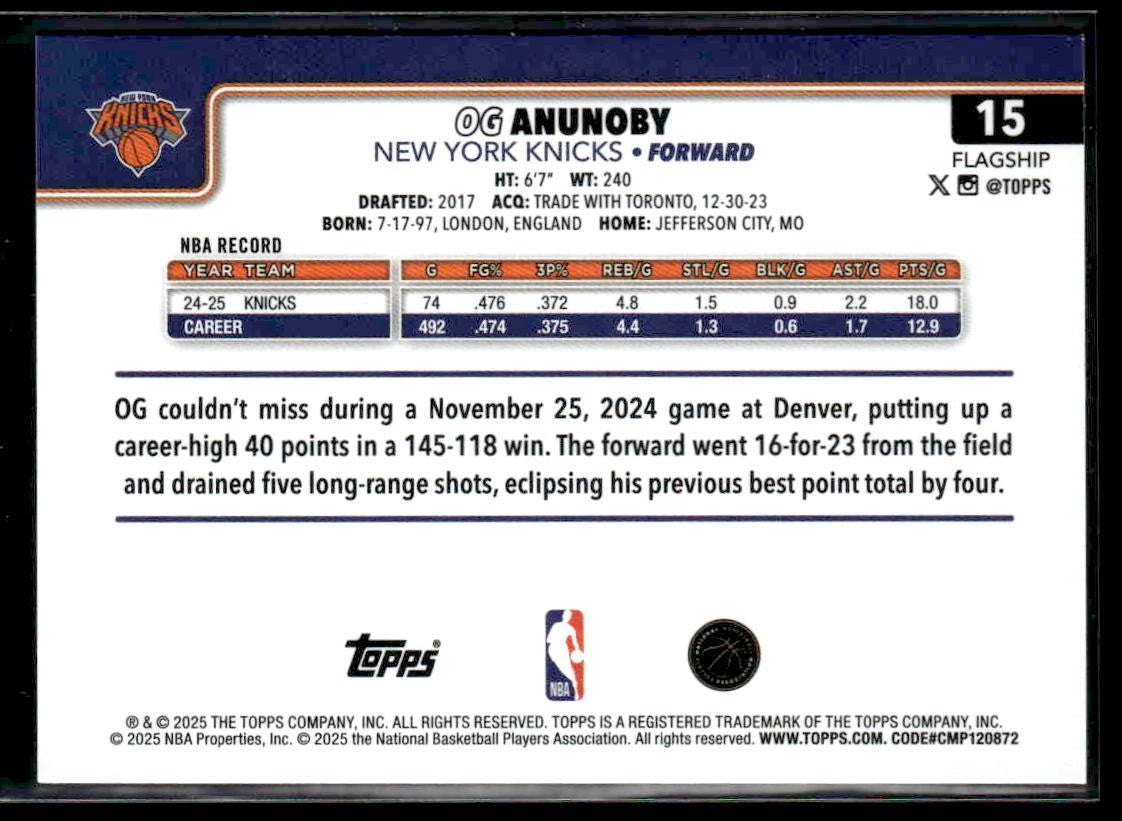 NEW YORK
KNICKS
OG ANUNOBY
15
NEW YORK KNICKS • FORWARD
FLAGSHIP
@TOPPS
HT: 6'7" WT: 240
DRAFTED: 2017 ACQ: TRADE WITH TORONTO, 12-30-23
BORN: 7-17-97, LONDON, ENGLAND HOME: JEFFERSON CITY, MO
NBA RECORD
YEAR TEAM G FG% 3P% REB/G STL/G BLK/G AST/G PTS/G
24-25 KNICKS 74 .476 .372 4.8 1.5 0.9 2.2 18.0
CAREER 492 .474 .375 4.4 1.3 0.6 1.7 12.9
OG couldn't miss during a November 25, 2024 game at Denver, putting up a
career-high 40 points in a 145-118 win. The forward went 16-for-23 from the field
and drained five long-range shots, eclipsing his previous best point total by four.
Topps®
NBA
® & © 2025 THE TOPPS COMPANY, INC. ALL RIGHTS RESERVED. TOPPS IS A REGISTERED TRADEMARK OF THE TOPPS COMPANY, INC.
© 2025 NBA Properties, Inc. © 2025 the National Basketball Players Association. All rights reserved. WWW.TOPPS.COM. CODE#CMP120872